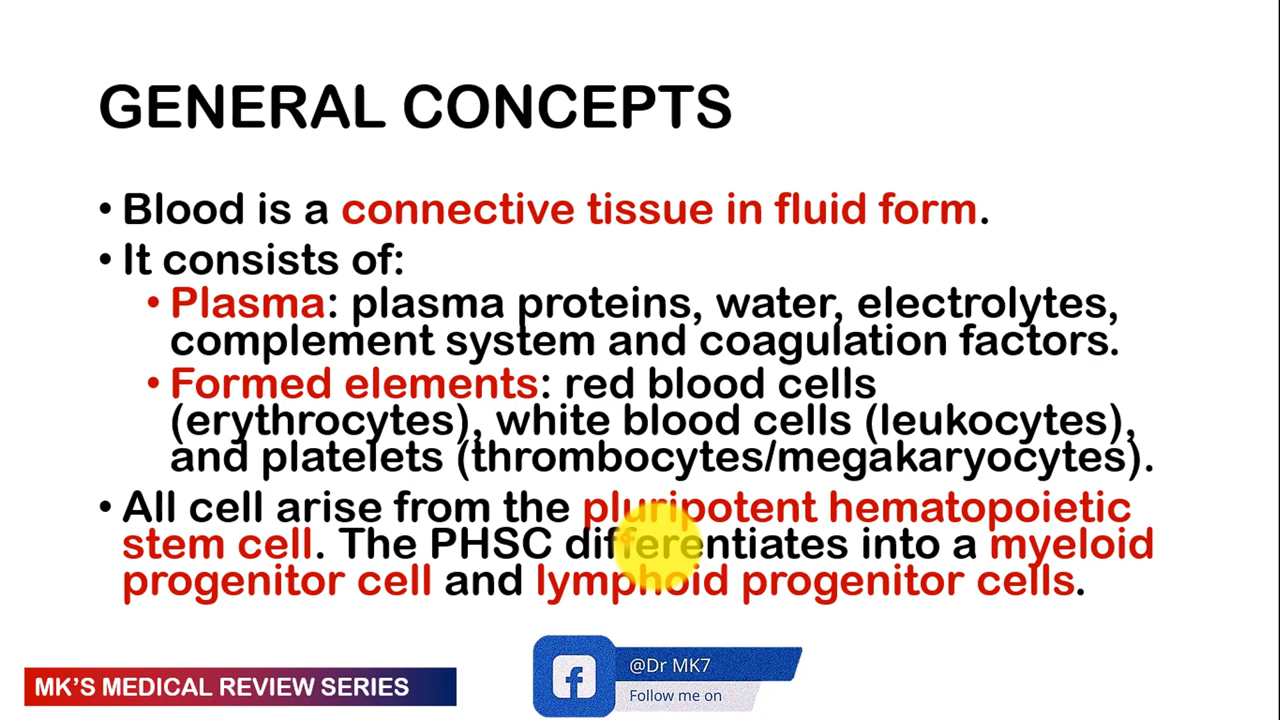 GENERAL CONCEPTS
• Blood is a connective tissue in fluid form.
• It consists of:
• Plasma: plasma proteins, water, electrolytes,
complement system and coagulation factors.
• Formed elements: red blood cells
(erythrocytes), white blood cells (leukocytes),
and platelets (thrombocytes/megakaryocytes).
• All cell arise from the pluripotent hematopoietic
stem cell. The PHSC differentiates into a myeloid
progenitor cell and lymphoid progenitor cells.
@Dr MK7
Follow me on
MK'S MEDICAL REVIEW SERIES